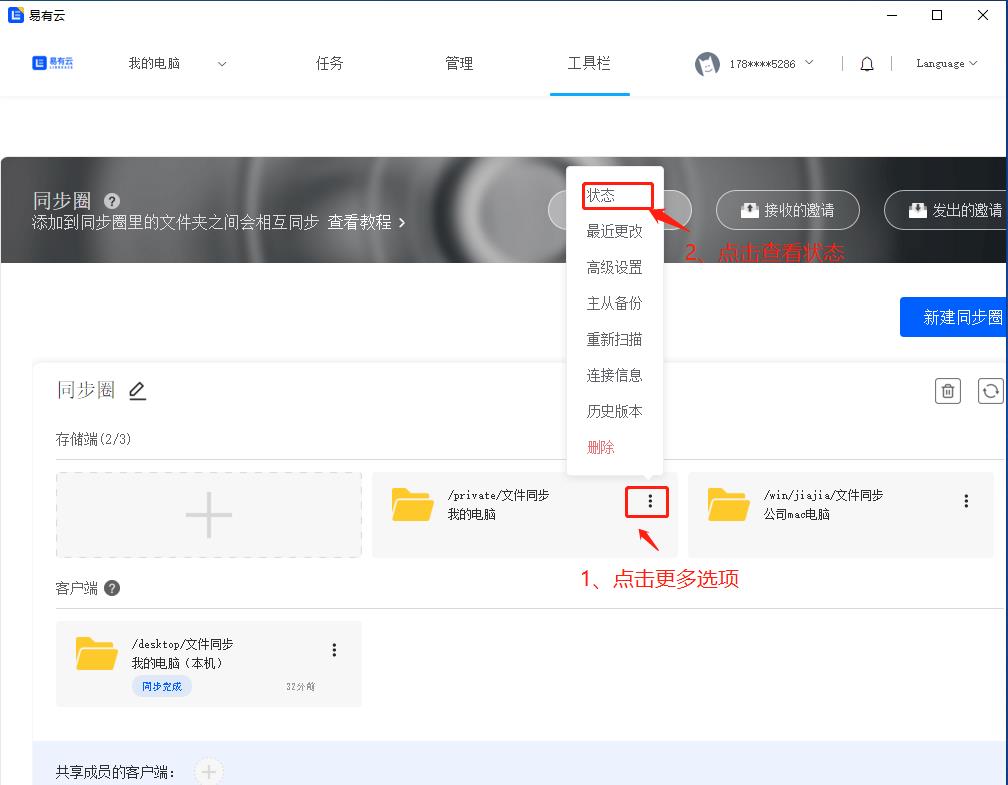 易有云
易有云
LINKEASE
我的电脑
任务
管理
工具栏
178****5286
Language
同步圈 ?
添加到同步圈里的文件夹之间会相互同步 查看教程 >
接收的邀请
发出的邀请
状态
最近更改
高级设置
主从备份
重新扫描
连接信息
历史版本
删除
2、点击查看状态
新建同步圈
同步圈
存储端(2/3)
/private/文件同步
我的电脑
/win/jiajia/文件同步
公司mac电脑
1、点击更多选项
客户端 ?
/desktop/文件同步
我的电脑（本机）
同步完成
32分前
共享成员的客户端：